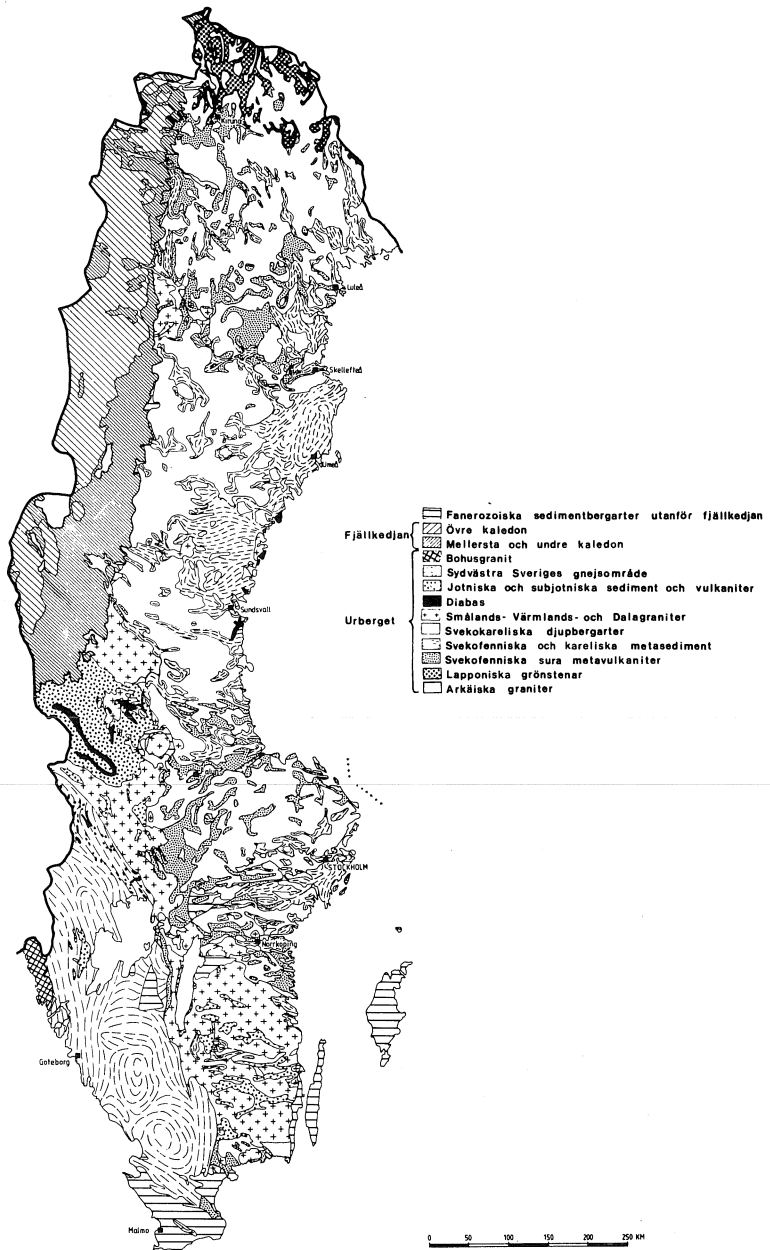 Kiruna
Luleå
Skellefteå
Umeå
Sundsvall
STOCKHOLM
Norrköping
Göteborg
Malmö
Fanerozoiska sedimentbergarter utanför fjällkedjan
Fjällkedjan
Övre kaledon
Mellersta och undre kaledon
Bohusgranit
Sydvästra Sveriges gnejsområde
Jotniska och subjotniska sediment och vulkaniter
Diabas
Urberget
Smålands- Värmlands- och Dalagraniter
Svekokareliska djupbergarter
Svekofenniska och kareliska metasediment
Svekofenniska sura metavulkaniter
Lapponiska grönstenar
Arkäiska graniter
0 50 100 150 200 250 KM